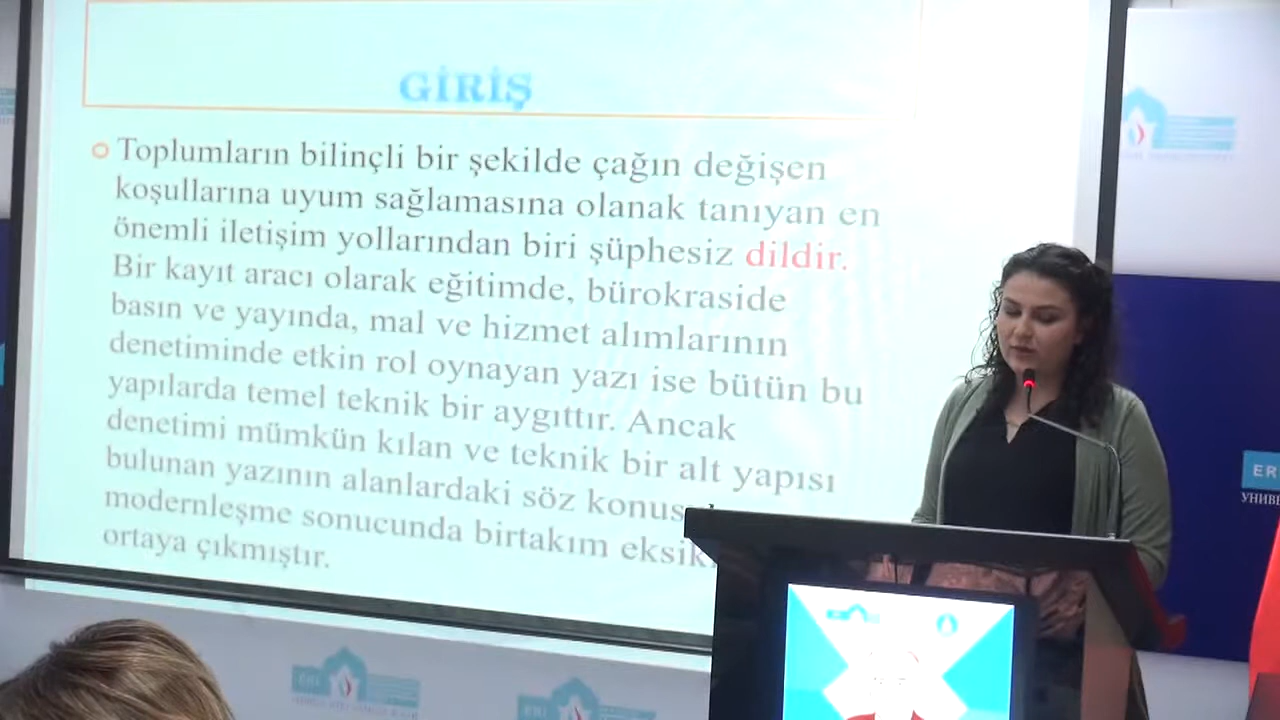 GİRİŞ
Toplumların bilinçli bir şekilde çağın değişen
koşullarına uyum sağlamasına olanak tanıyan en
önemli iletişim yollarından biri şüphesiz dildir.
Bir kayıt aracı olarak eğitimde, bürokraside
basın ve yayında, mal ve hizmet alımlarının
denetiminde etkin rol oynayan yazı ise bütün bu
yapılarda temel teknik bir aygıttır. Ancak
denetimi mümkün kılan ve teknik bir alt yapısı
bulunan yazının alanlardaki söz
modernleşme sonucunda birtakım
ortaya çıkmıştır.